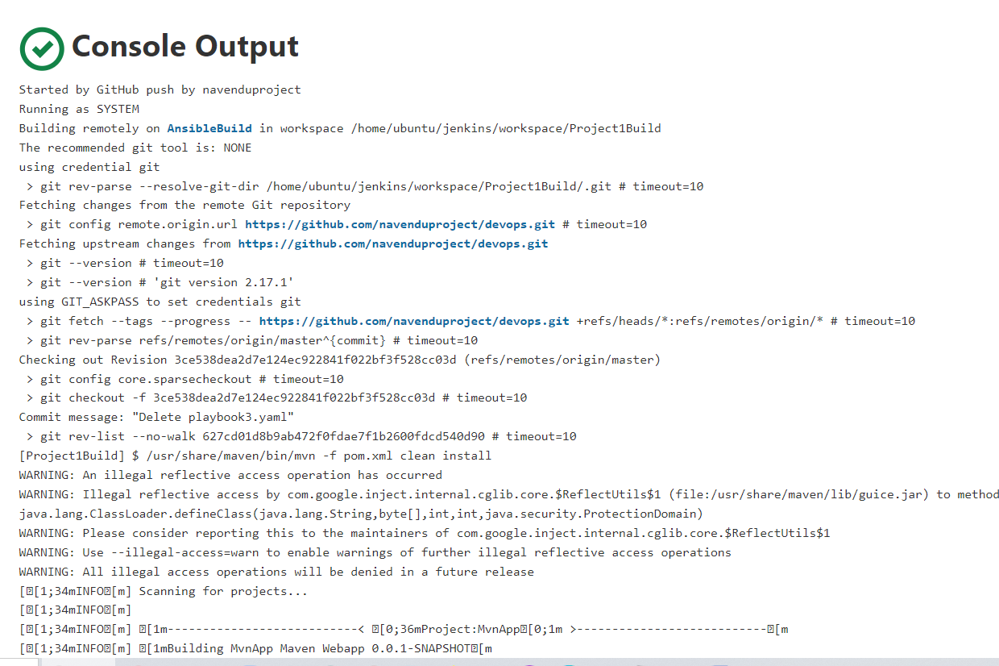 Console Output
Started by GitHub push by navenduproject
Running as SYSTEM
Building remotely on AnsibleBuild in workspace /home/ubuntu/jenkins/workspace/Project1Build
The recommended git tool is: NONE
using credential git
 > git rev-parse --resolve-git-dir /home/ubuntu/jenkins/workspace/Project1Build/.git # timeout=10
Fetching changes from the remote Git repository
 > git config remote.origin.url https://github.com/navenduproject/devops.git # timeout=10
Fetching upstream changes from https://github.com/navenduproject/devops.git
 > git --version # timeout=10
 > git --version # 'git version 2.17.1'
using GIT_ASKPASS to set credentials git
 > git fetch --tags --progress -- https://github.com/navenduproject/devops.git +refs/heads/*:refs/remotes/origin/* # timeout=10
 > git rev-parse refs/remotes/origin/master^{commit} # timeout=10
Checking out Revision 3ce538dea2d7e124ec922841f022bf3f528cc03d (refs/remotes/origin/master)
 > git config core.sparsecheckout # timeout=10
 > git checkout -f 3ce538dea2d7e124ec922841f022bf3f528cc03d # timeout=10
Commit message: "Delete playbook3.yaml"
 > git rev-list --no-walk 627cd01d8b9ab472f0fdae7f1b2600fdcd540d90 # timeout=10
[Project1Build] $ /usr/share/maven/bin/mvn -f pom.xml clean install
WARNING: An illegal reflective access operation has occurred
WARNING: Illegal reflective access by com.google.inject.internal.cglib.core.$ReflectUtils$1 (file:/usr/share/maven/lib/guice.jar) to method
java.lang.ClassLoader.defineClass(java.lang.String,byte[],int,int,java.security.ProtectionDomain)
WARNING: Please consider reporting this to the maintainers of com.google.inject.internal.cglib.core.$ReflectUtils$1
WARNING: Use --illegal-access=warn to enable warnings of further illegal reflective access operations
WARNING: All illegal access operations will be denied in a future release
[⍰[1;34mINFO⍰[m] Scanning for projects...
[⍰[1;34mINFO⍰[m]
[⍰[1;34mINFO⍰[m] ⍰[1m---------------------------< ⍰[0;36mProject:MvnApp⍰[0;1m >---------------------------⍰[m
[⍰[1;34mINFO⍰[m] ⍰[1mBuilding MvnApp Maven Webapp 0.0.1-SNAPSHOT⍰[m